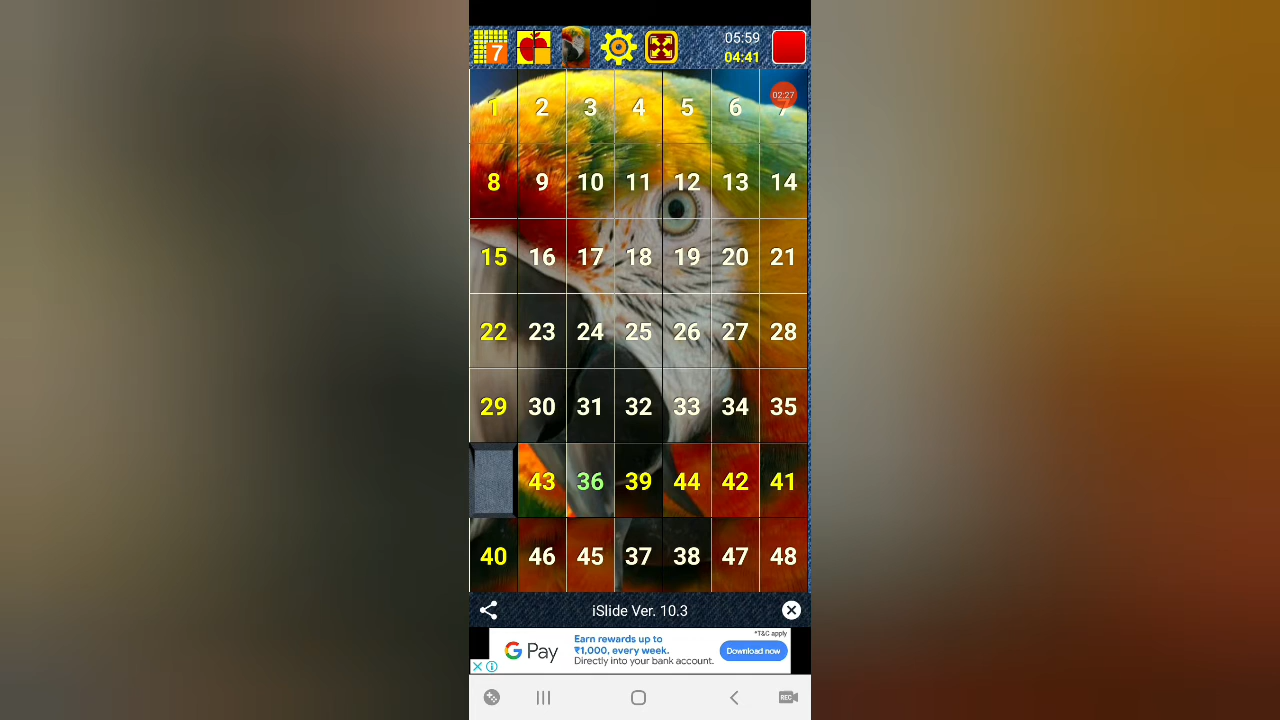 7
05:59
04:41
02:27
1 2 3 4 5 6 7
8 9 10 11 12 13 14
15 16 17 18 19 20 21
22 23 24 25 26 27 28
29 30 31 32 33 34 35
43 36 39 44 42 41
40 46 45 37 38 47 48
iSlide Ver. 10.3
*T&C apply
G Pay
Earn rewards up to
₹1,000, every week.
Directly into your bank account.
Download now
REC